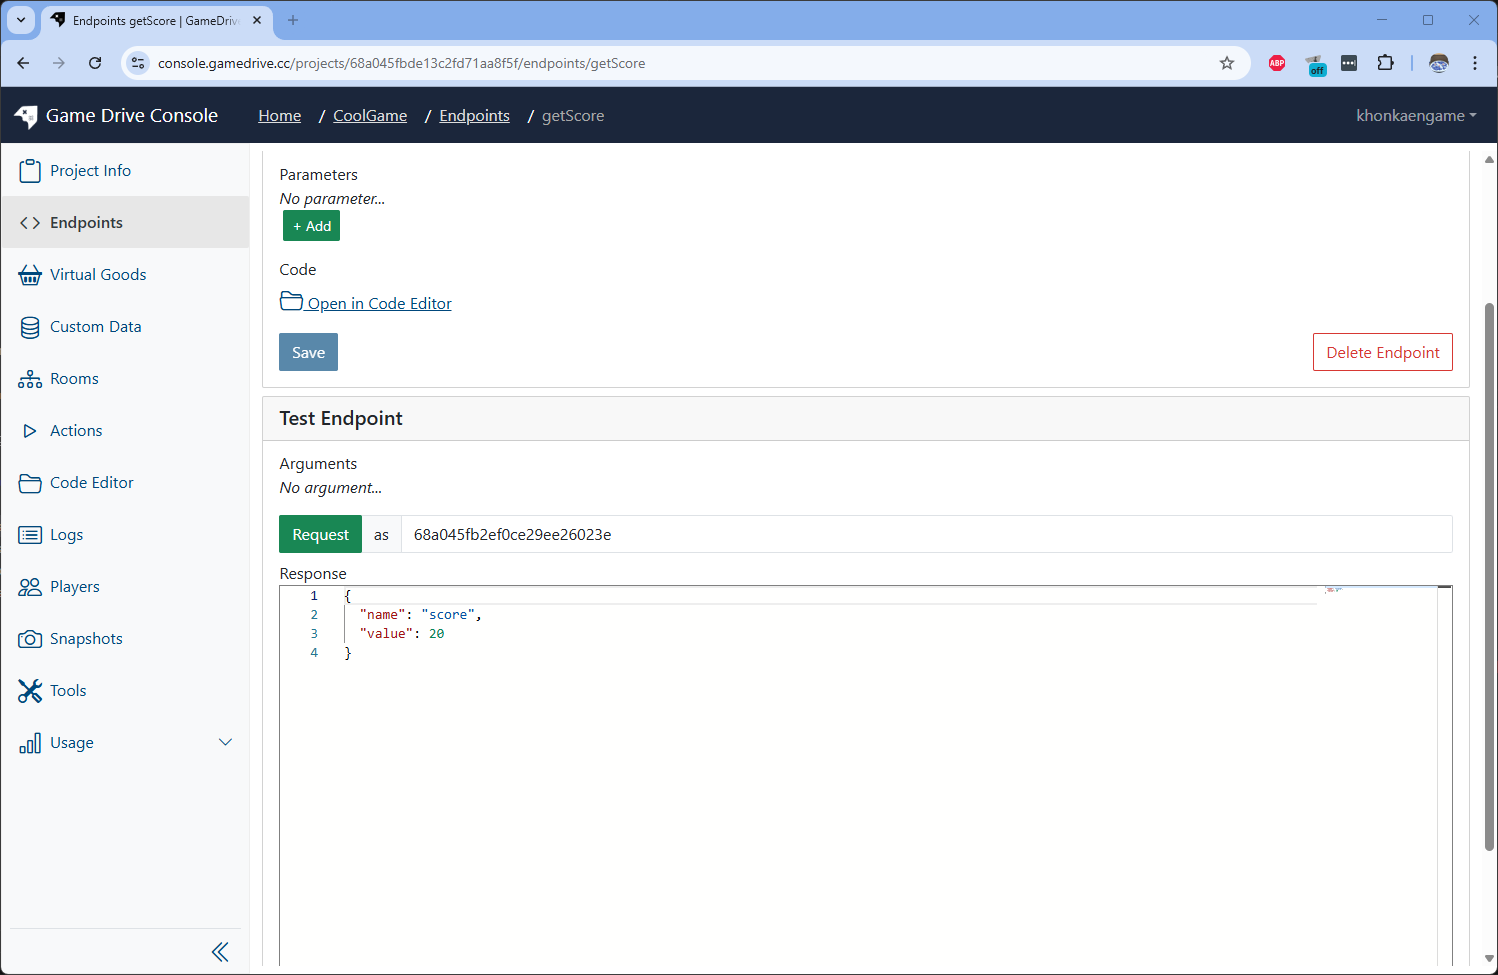 Endpoints getScore | GameDriv
console.gamedrive.cc/projects/68a045fbde13c2fd71aa8f5f/endpoints/getScore
ABP
off
Game Drive Console
Home / CoolGame / Endpoints / getScore
khonkaengame
Project Info
Endpoints
Virtual Goods
Custom Data
Rooms
Actions
Code Editor
Logs
Players
Snapshots
Tools
Usage
Parameters
No parameter...
+ Add
Code
Open in Code Editor
Save
Delete Endpoint
Test Endpoint
Arguments
No argument...
Request as 68a045fb2ef0ce29ee26023e
Response
1 {
2 "name": "score",
3 "value": 20
4 }